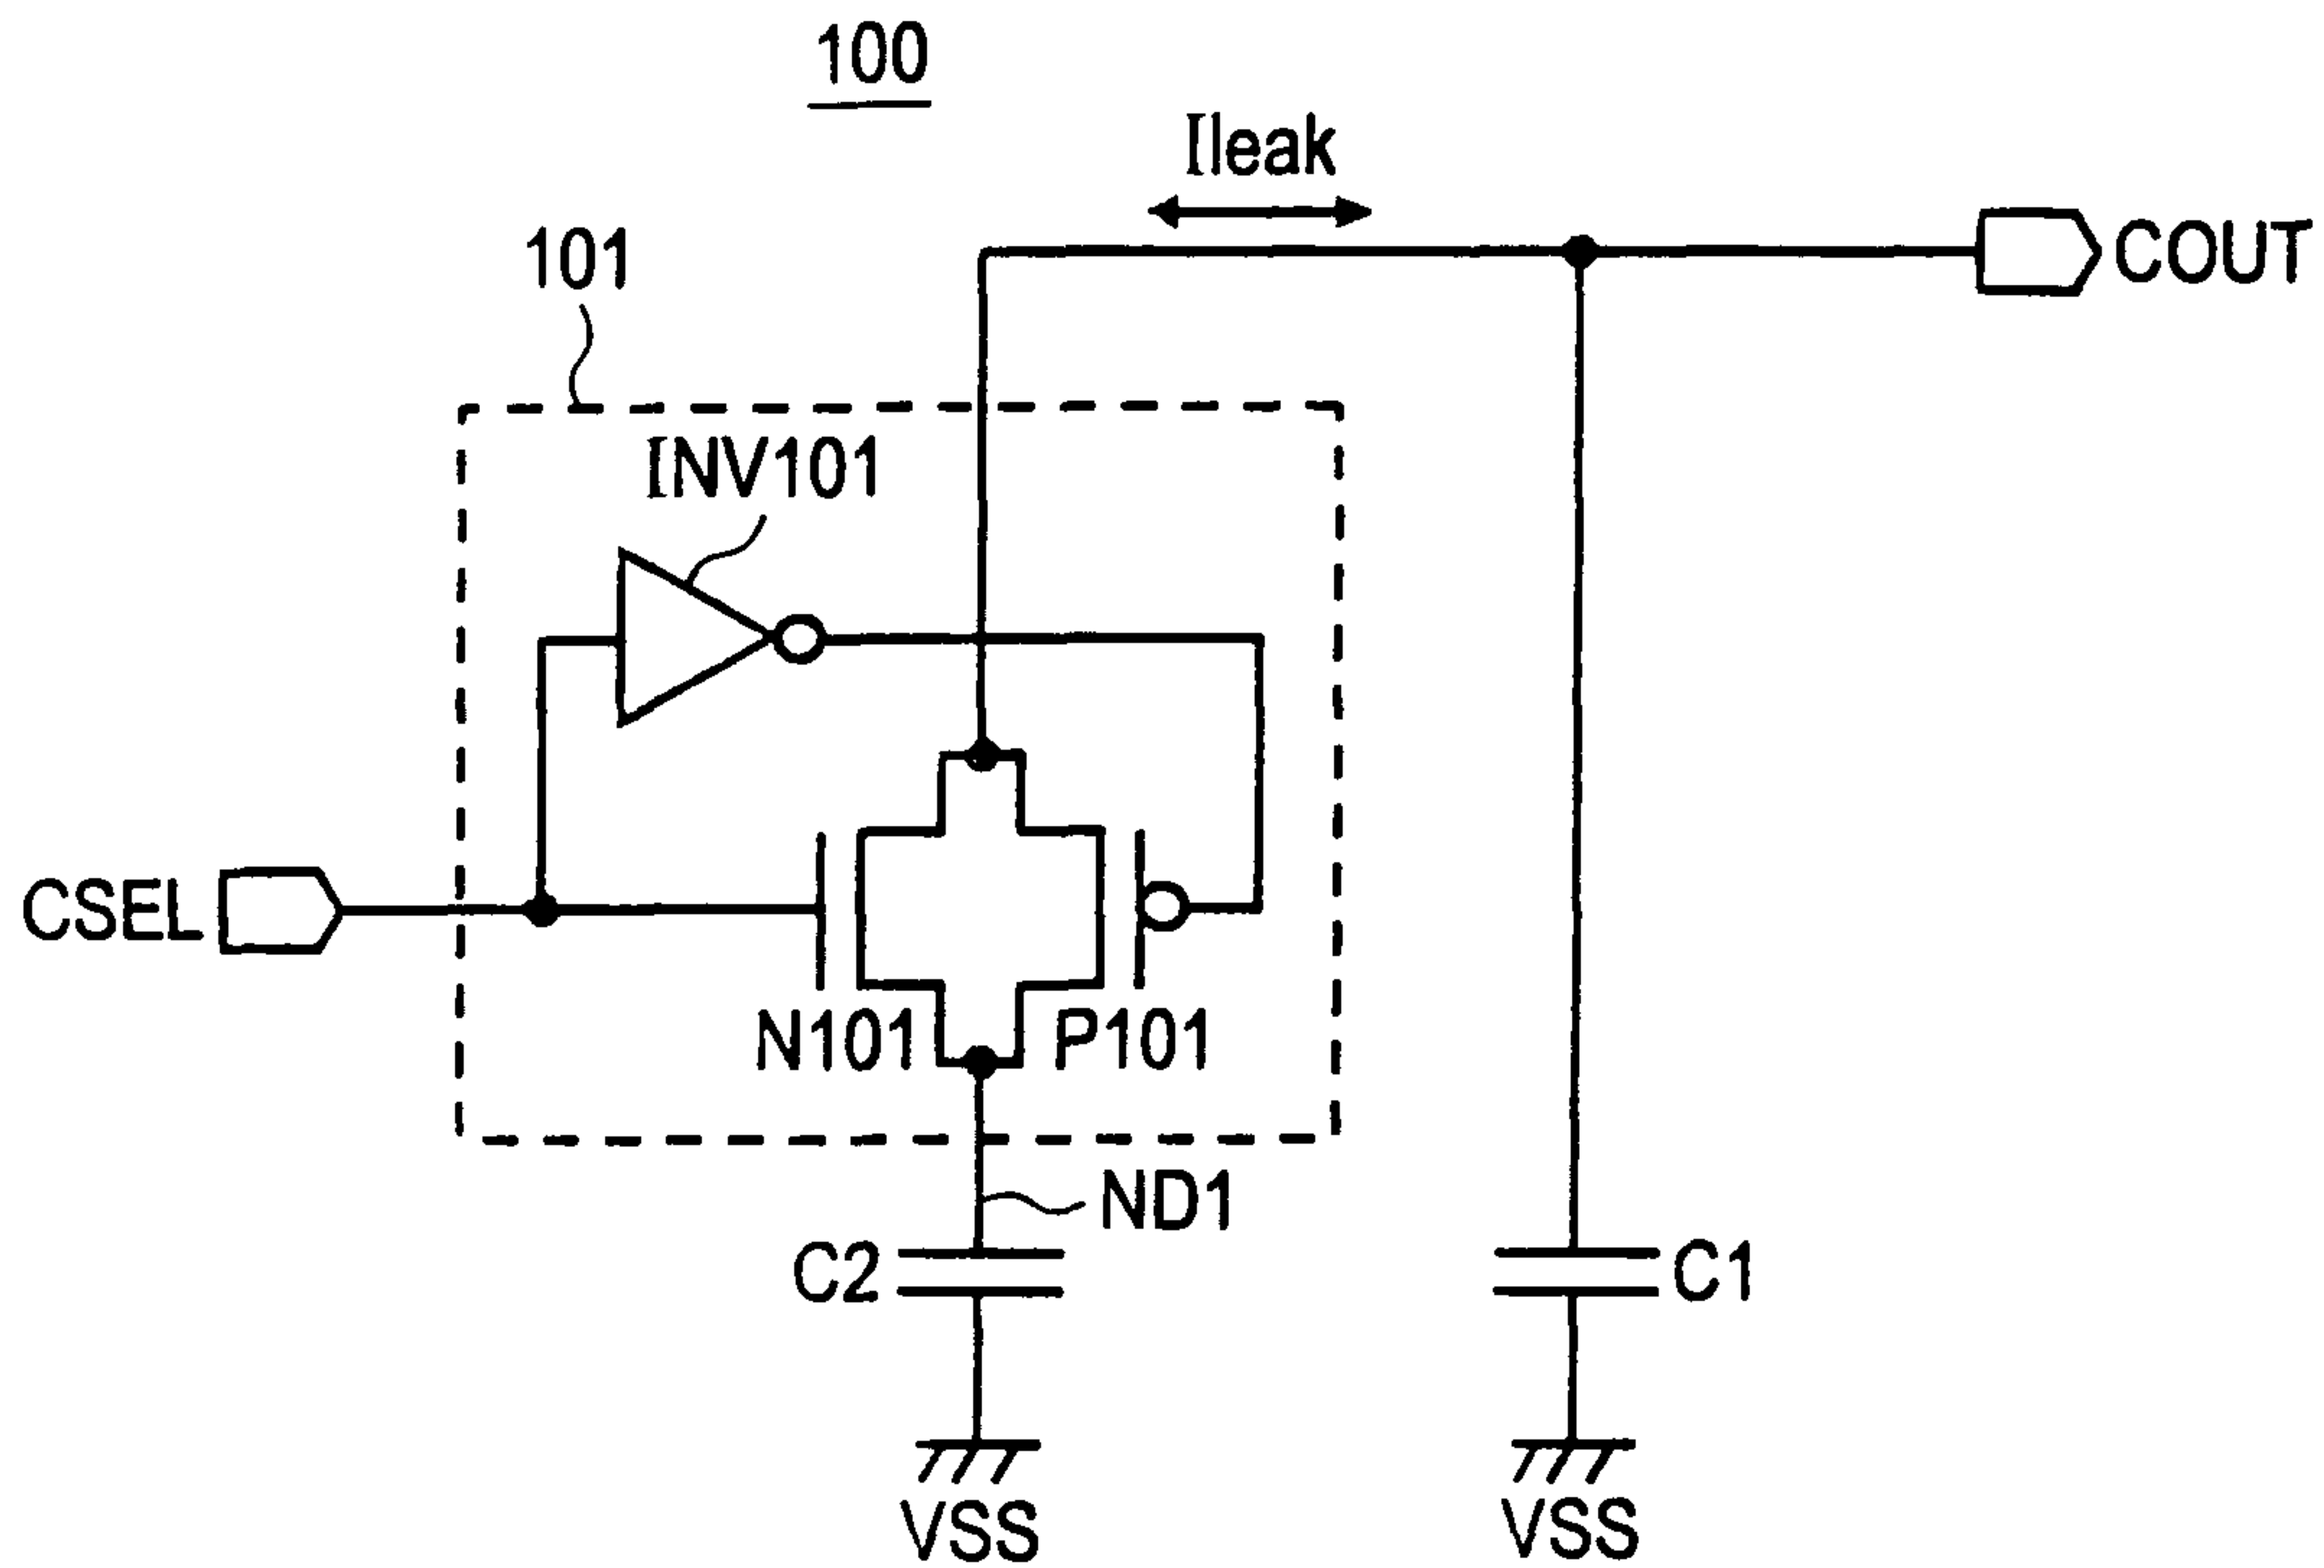 100
Ileak
COUT
101
INV101
CSEL
N101
P101
ND1
C2
C1
VSS
VSS